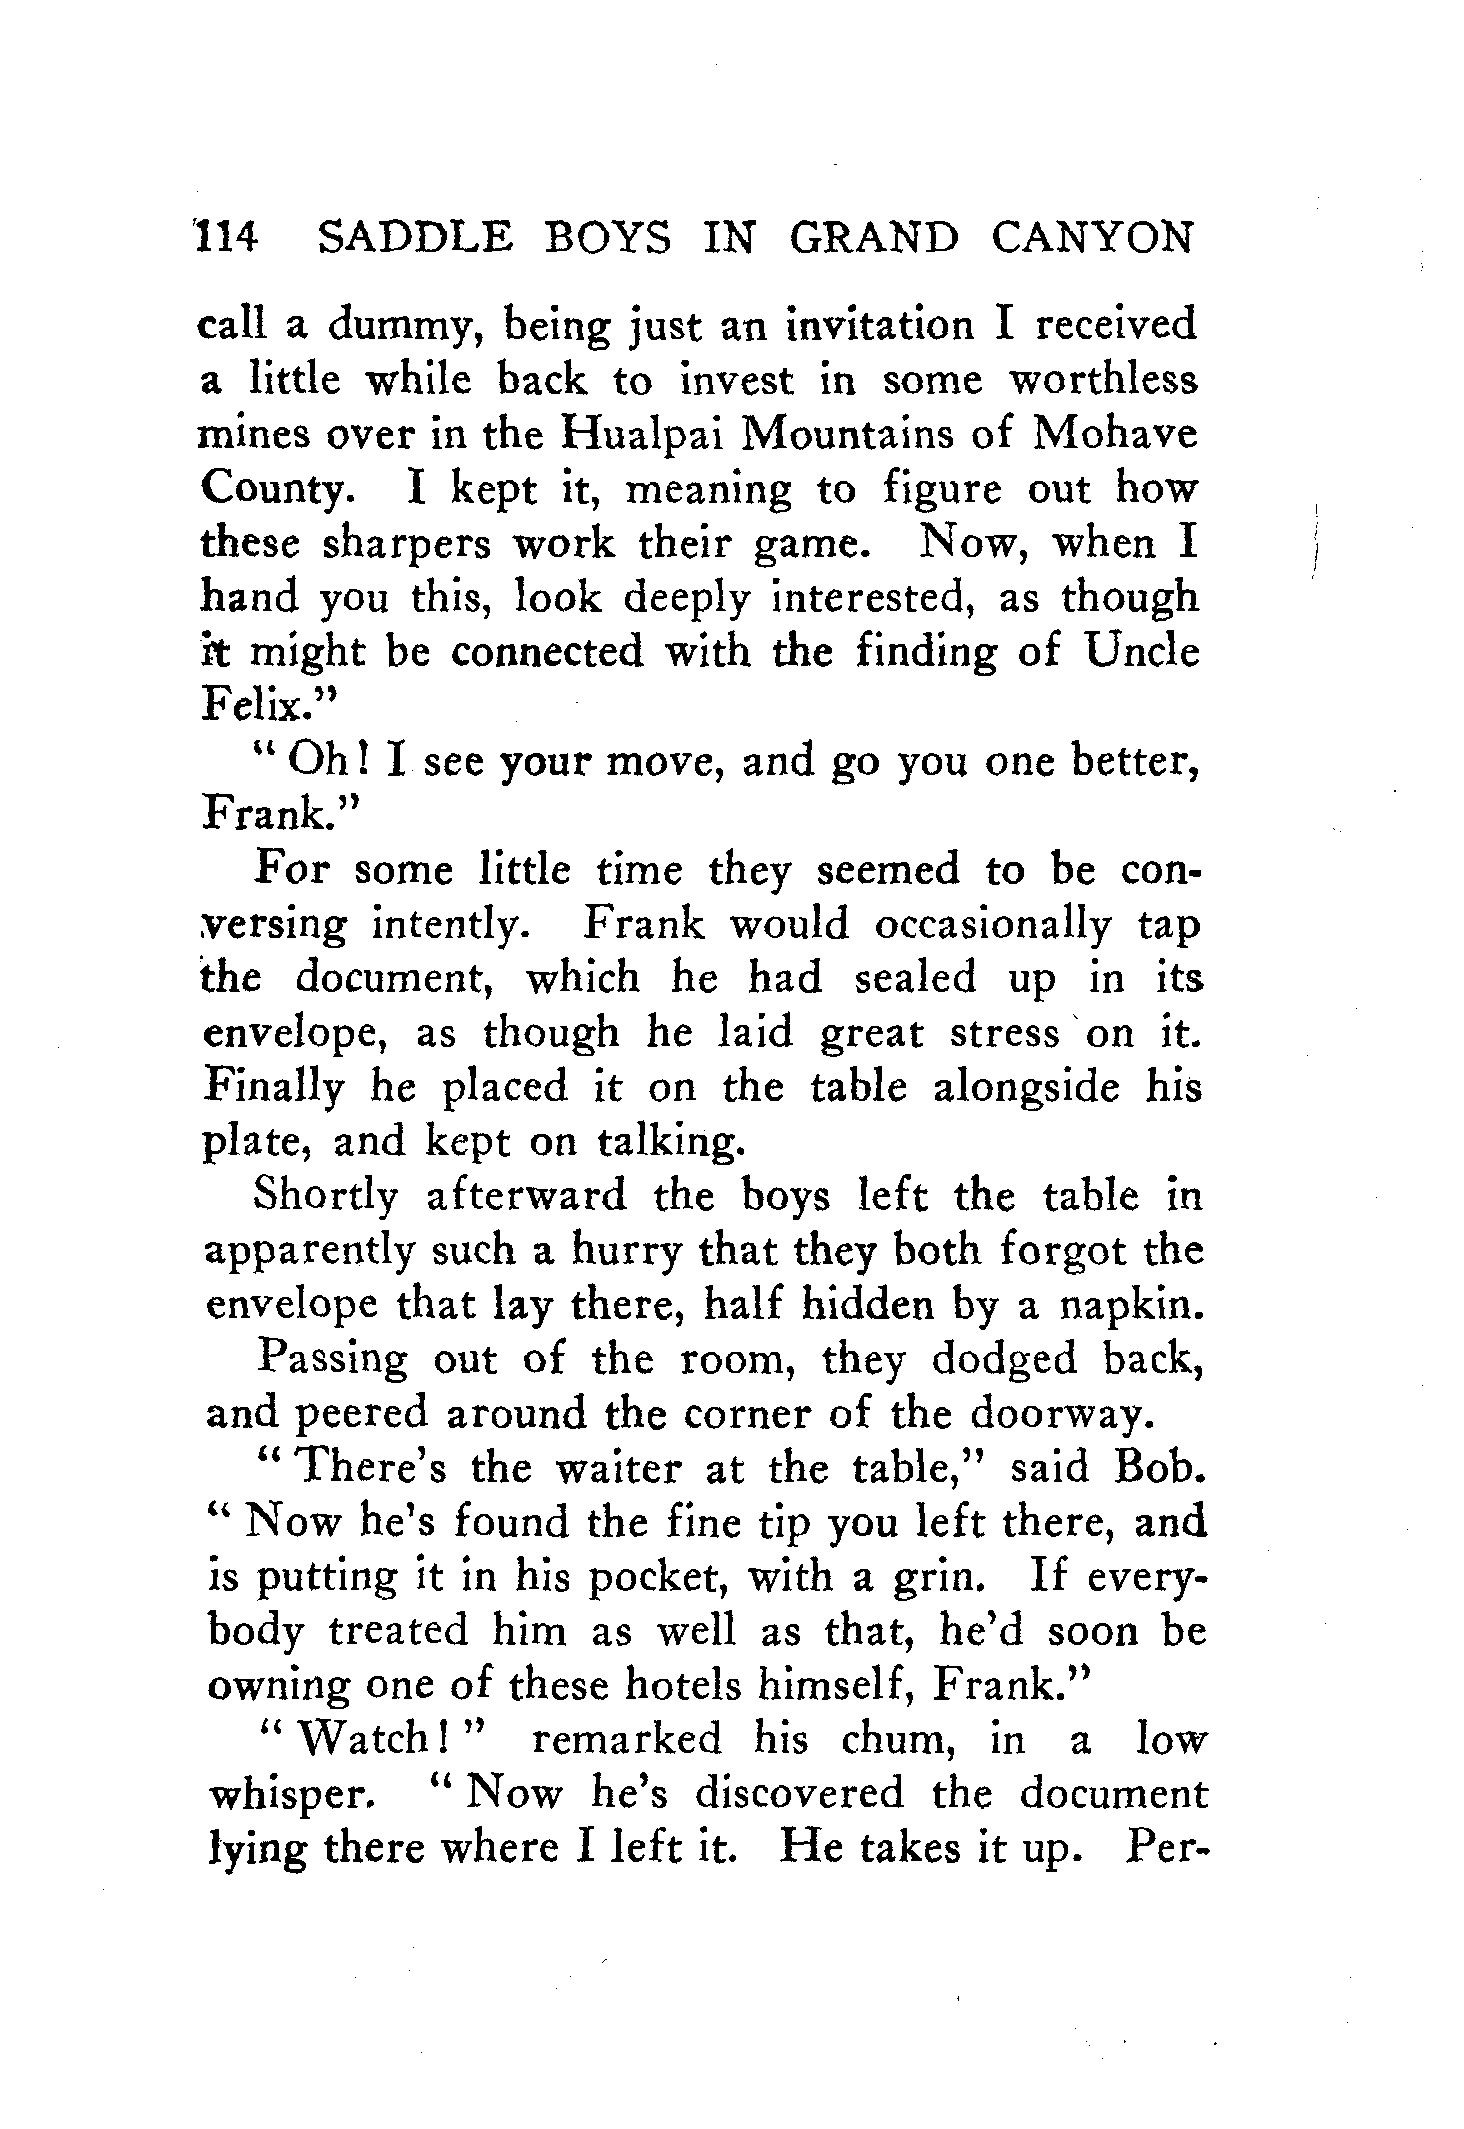 114 SADDLE BOYS IN GRAND CANYON
call a dummy, being just an invitation I received
a little while back to invest in some worthless
mines over in the Hualpai Mountains of Mohave
County. I kept it, meaning to figure out how
these sharpers work their game. Now, when I
hand you this, look deeply interested, as though
it might be connected with the finding of Uncle
Felix."
" Oh! I see your move, and go you one better,
Frank."
For some little time they seemed to be con-
versing intently. Frank would occasionally tap
the document, which he had sealed up in its
envelope, as though he laid great stress on it.
Finally he placed it on the table alongside his
plate, and kept on talking.
Shortly afterward the boys left the table in
apparently such a hurry that they both forgot the
envelope that lay there, half hidden by a napkin.
Passing out of the room, they dodged back,
and peered around the corner of the doorway.
" There's the waiter at the table," said Bob.
" Now he's found the fine tip you left there, and
is putting it in his pocket, with a grin. If every-
body treated him as well as that, he'd soon be
owning one of these hotels himself, Frank."
" Watch! " remarked his chum, in a low
whisper. " Now he's discovered the document
lying there where I left it. He takes it up. Per-